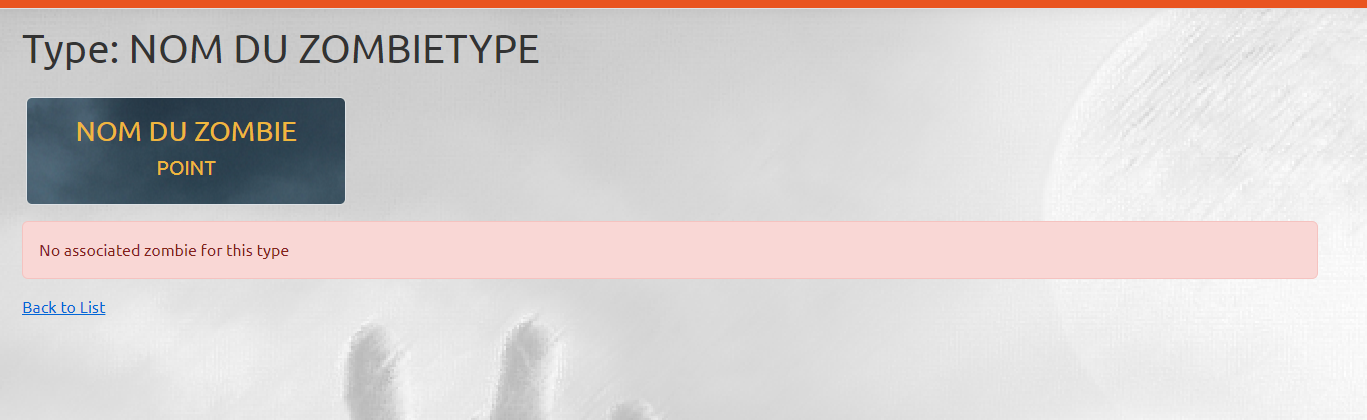 Type: NOM DU ZOMBIETYPE
NOM DU ZOMBIE
POINT
No associated zombie for this type
Back to List